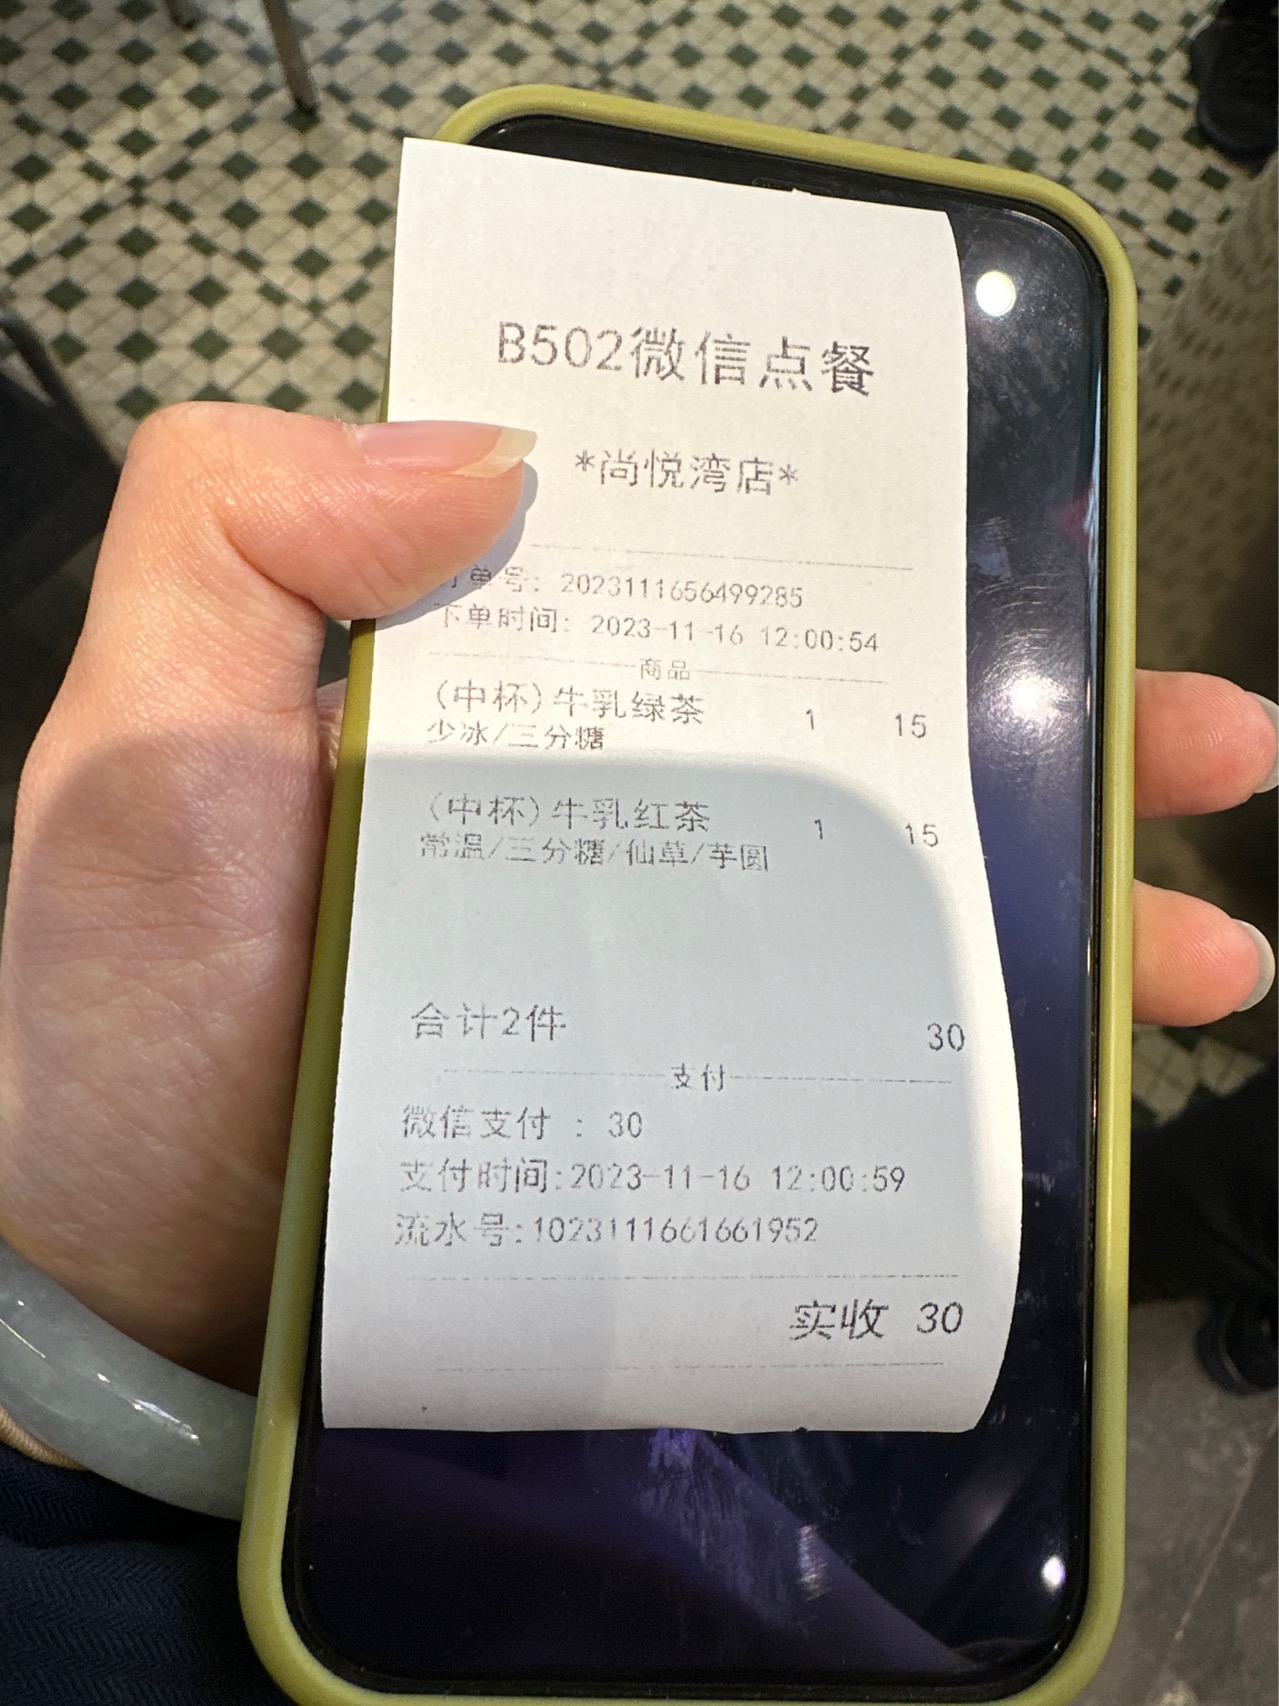 B502微信点餐
*尚悦湾店*
订单号: 2023111656499285
下单时间: 2023-11-16 12:00:54
商品
(中杯)牛乳绿茶 1 15
少冰/三分糖
(中杯)牛乳红茶 1 15
常温/三分糖/仙草/芋圆
合计2件 30
支付
微信支付 : 30
支付时间:2023-11-16 12:00:59
流水号:1023111661661952
实收 30